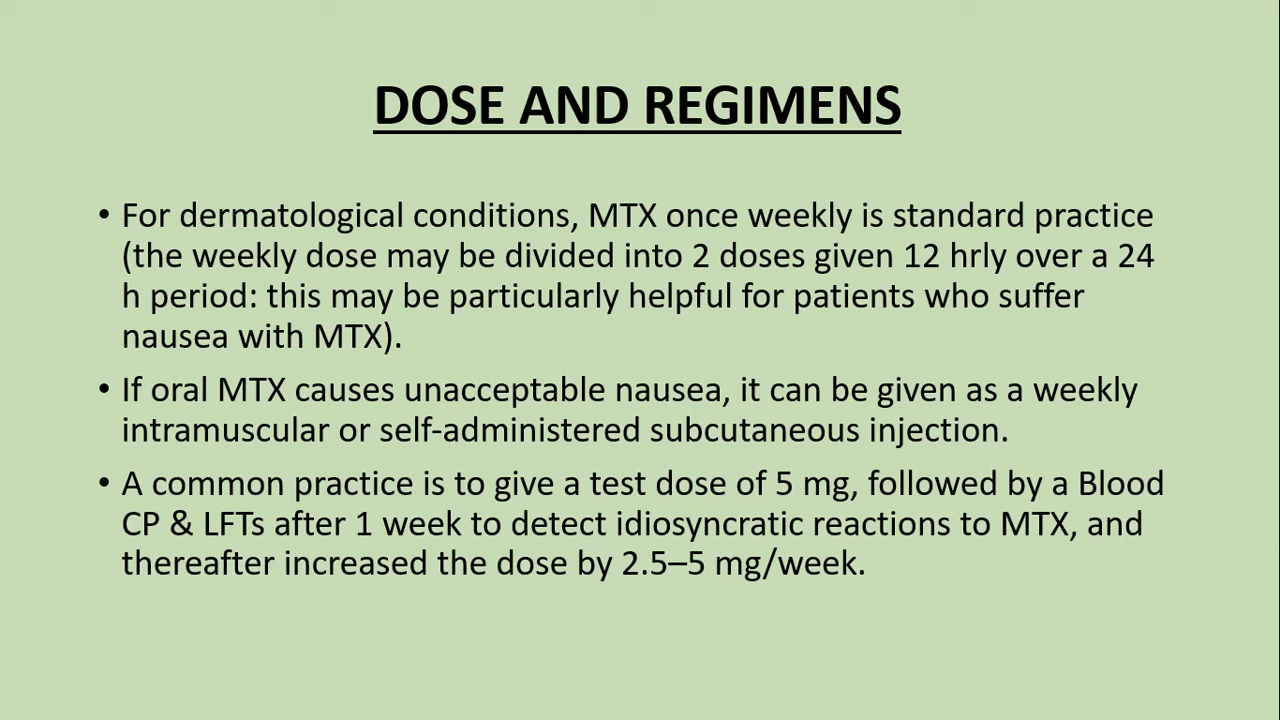 DOSE AND REGIMENS
• For dermatological conditions, MTX once weekly is standard practice
(the weekly dose may be divided into 2 doses given 12 hrly over a 24
h period: this may be particularly helpful for patients who suffer
nausea with MTX).
• If oral MTX causes unacceptable nausea, it can be given as a weekly
intramuscular or self-administered subcutaneous injection.
• A common practice is to give a test dose of 5 mg, followed by a Blood
CP & LFTs after 1 week to detect idiosyncratic reactions to MTX, and
thereafter increased the dose by 2.5–5 mg/week.